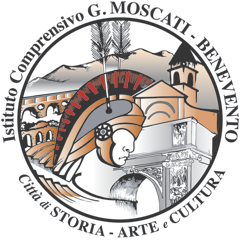 Istituto Comprensivo G. MOSCATI - BENEVENTO
Città di STORIA - ARTE e CULTURA